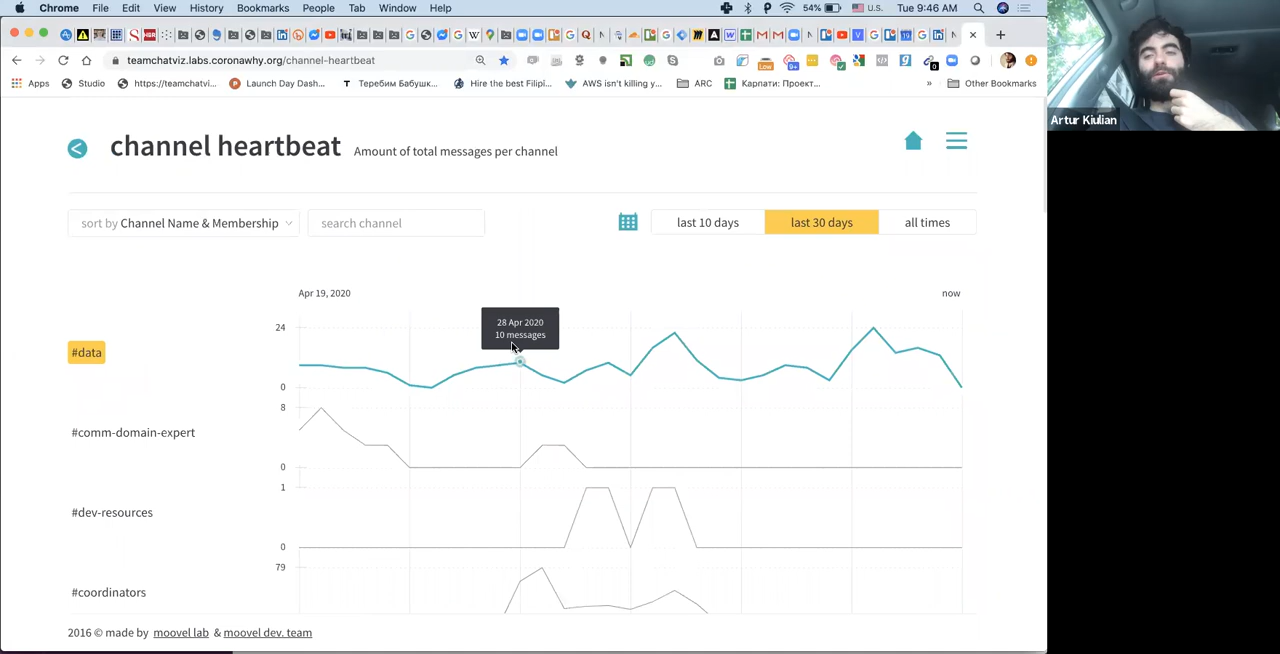 Chrome File Edit View History Bookmarks People Tab Window Help 54% U.S. Tue 9:46 AM
teamchatviz.labs.coronawhy.org/channel-heartbeat
Apps Studio https://teamchatvi... Launch Day Dash... Теребим Бабушк... Hire the best Filipi... AWS isn't killing y... ARC Карпати: Проект... » Other Bookmarks
Artur Kiulian
channel heartbeat Amount of total messages per channel
sort by Channel Name & Membership search channel last 10 days last 30 days all times
Apr 19, 2020 now
28 Apr 2020
10 messages
24
#data
0
8
#comm-domain-expert
0
1
#dev-resources
0
79
#coordinators
2016 © made by moovel lab & moovel dev. team